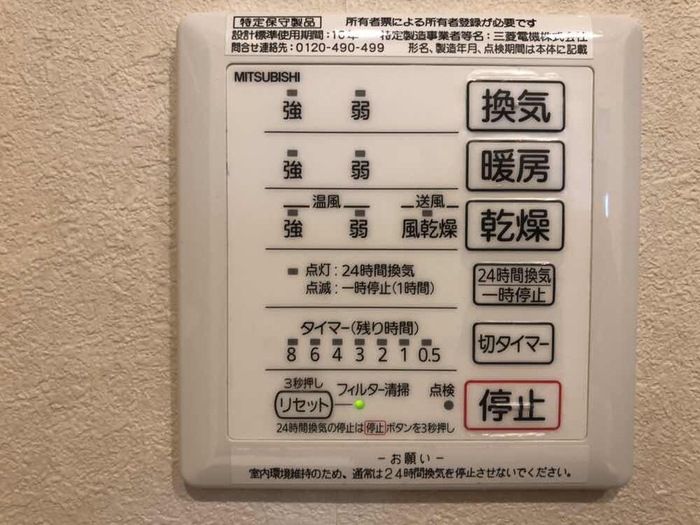 特定保守製品 所有者票による所有者登録が必要です
設計標準使用期間：10年 特定製造事業者等名：三菱電機株式会社
問合せ連絡先：0120-490-499 形名、製造年月、点検期間は本体に記載
MITSUBISHI
強 弱 換気
強 弱 暖房
温風 送風
強 弱 風乾燥 乾燥
点灯：24時間換気
点滅：一時停止(1時間)
24時間換気
一時停止
タイマー(残り時間)
8 6 4 3 2 1 0.5
切タイマー
3秒押し
リセット フィルター清掃 点検
停止
24時間換気の停止は停止ボタンを3秒押し
－お願い－
室内環境維持のため、通常は24時間換気を停止させないでください。